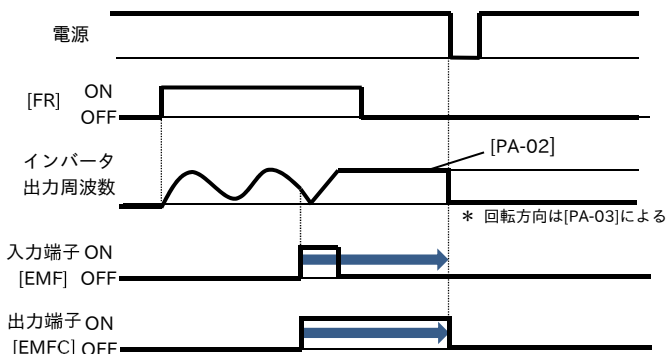 電源
[FR] ON
OFF
インバータ
出力周波数
[PA-02]
＊ 回転方向は[PA-03]による
入力端子 ON
[EMF] OFF
出力端子 ON
[EMFC] OFF